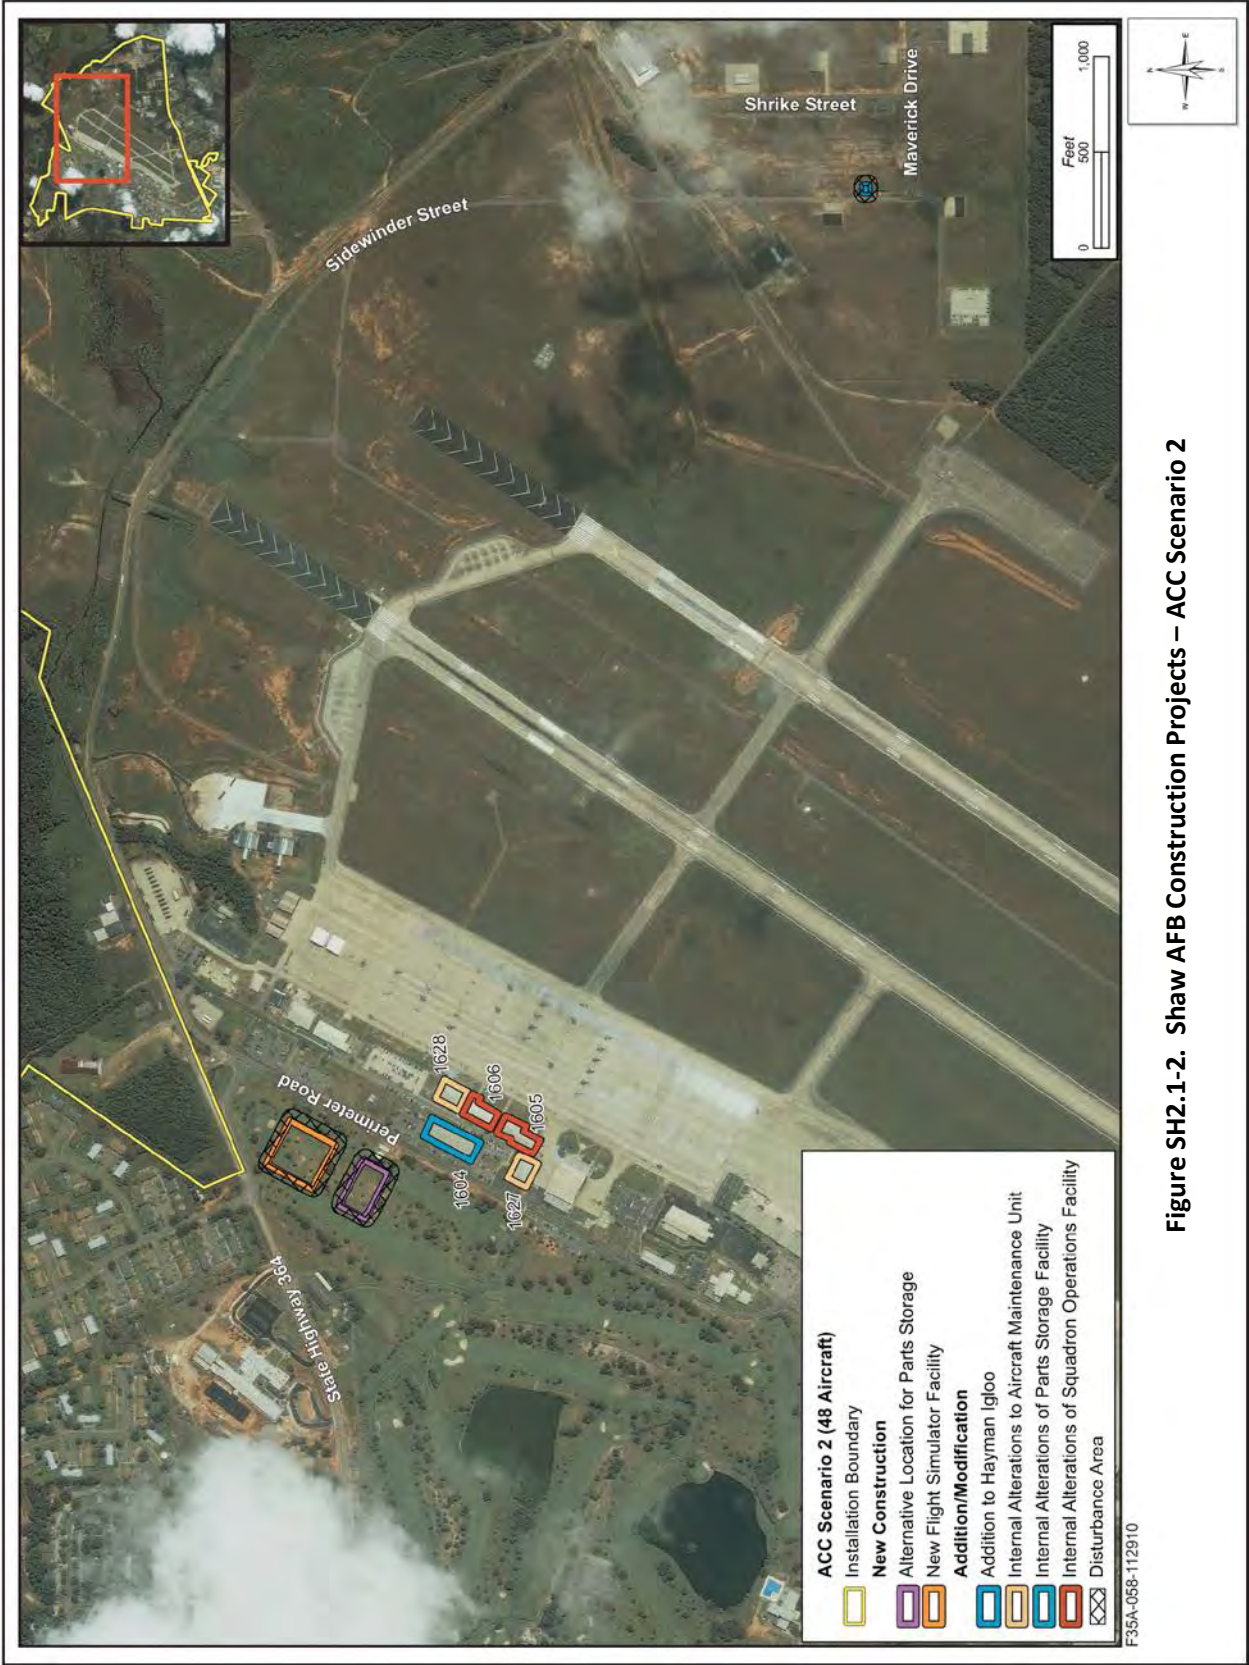 Sidewinder Street
Shrike Street
Maverick Drive
Feet
0 500 1,000
N
W E
S
State Highway 364
Perimeter Road
1628
1606
1605
1604
1627
ACC Scenario 2 (48 Aircraft)
Installation Boundary
New Construction
Alternative Location for Parts Storage
New Flight Simulator Facility
Addition/Modification
Addition to Hayman Igloo
Internal Alterations to Aircraft Maintenance Unit
Internal Alterations of Parts Storage Facility
Internal Alterations of Squadron Operations Facility
Disturbance Area
F35A-058-112910
Figure SH2.1-2. Shaw AFB Construction Projects – ACC Scenario 2